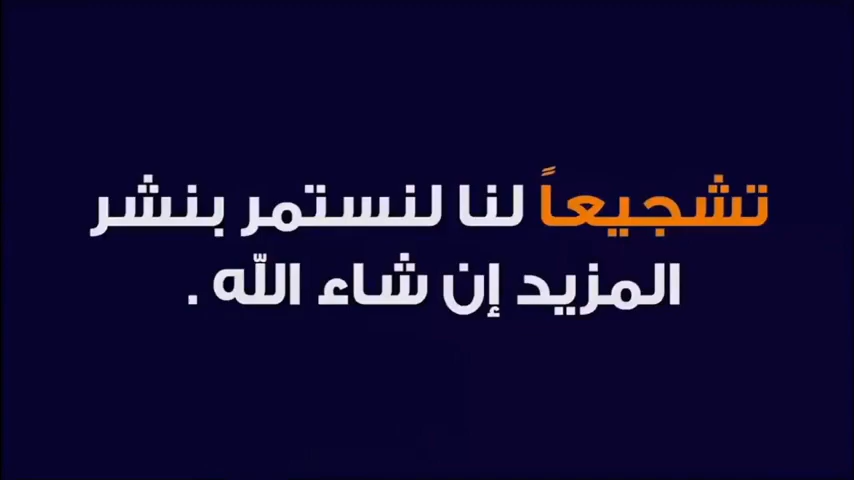 تشجيعاً لنا لنستمر بنشر
المزيد إن شاء الله .